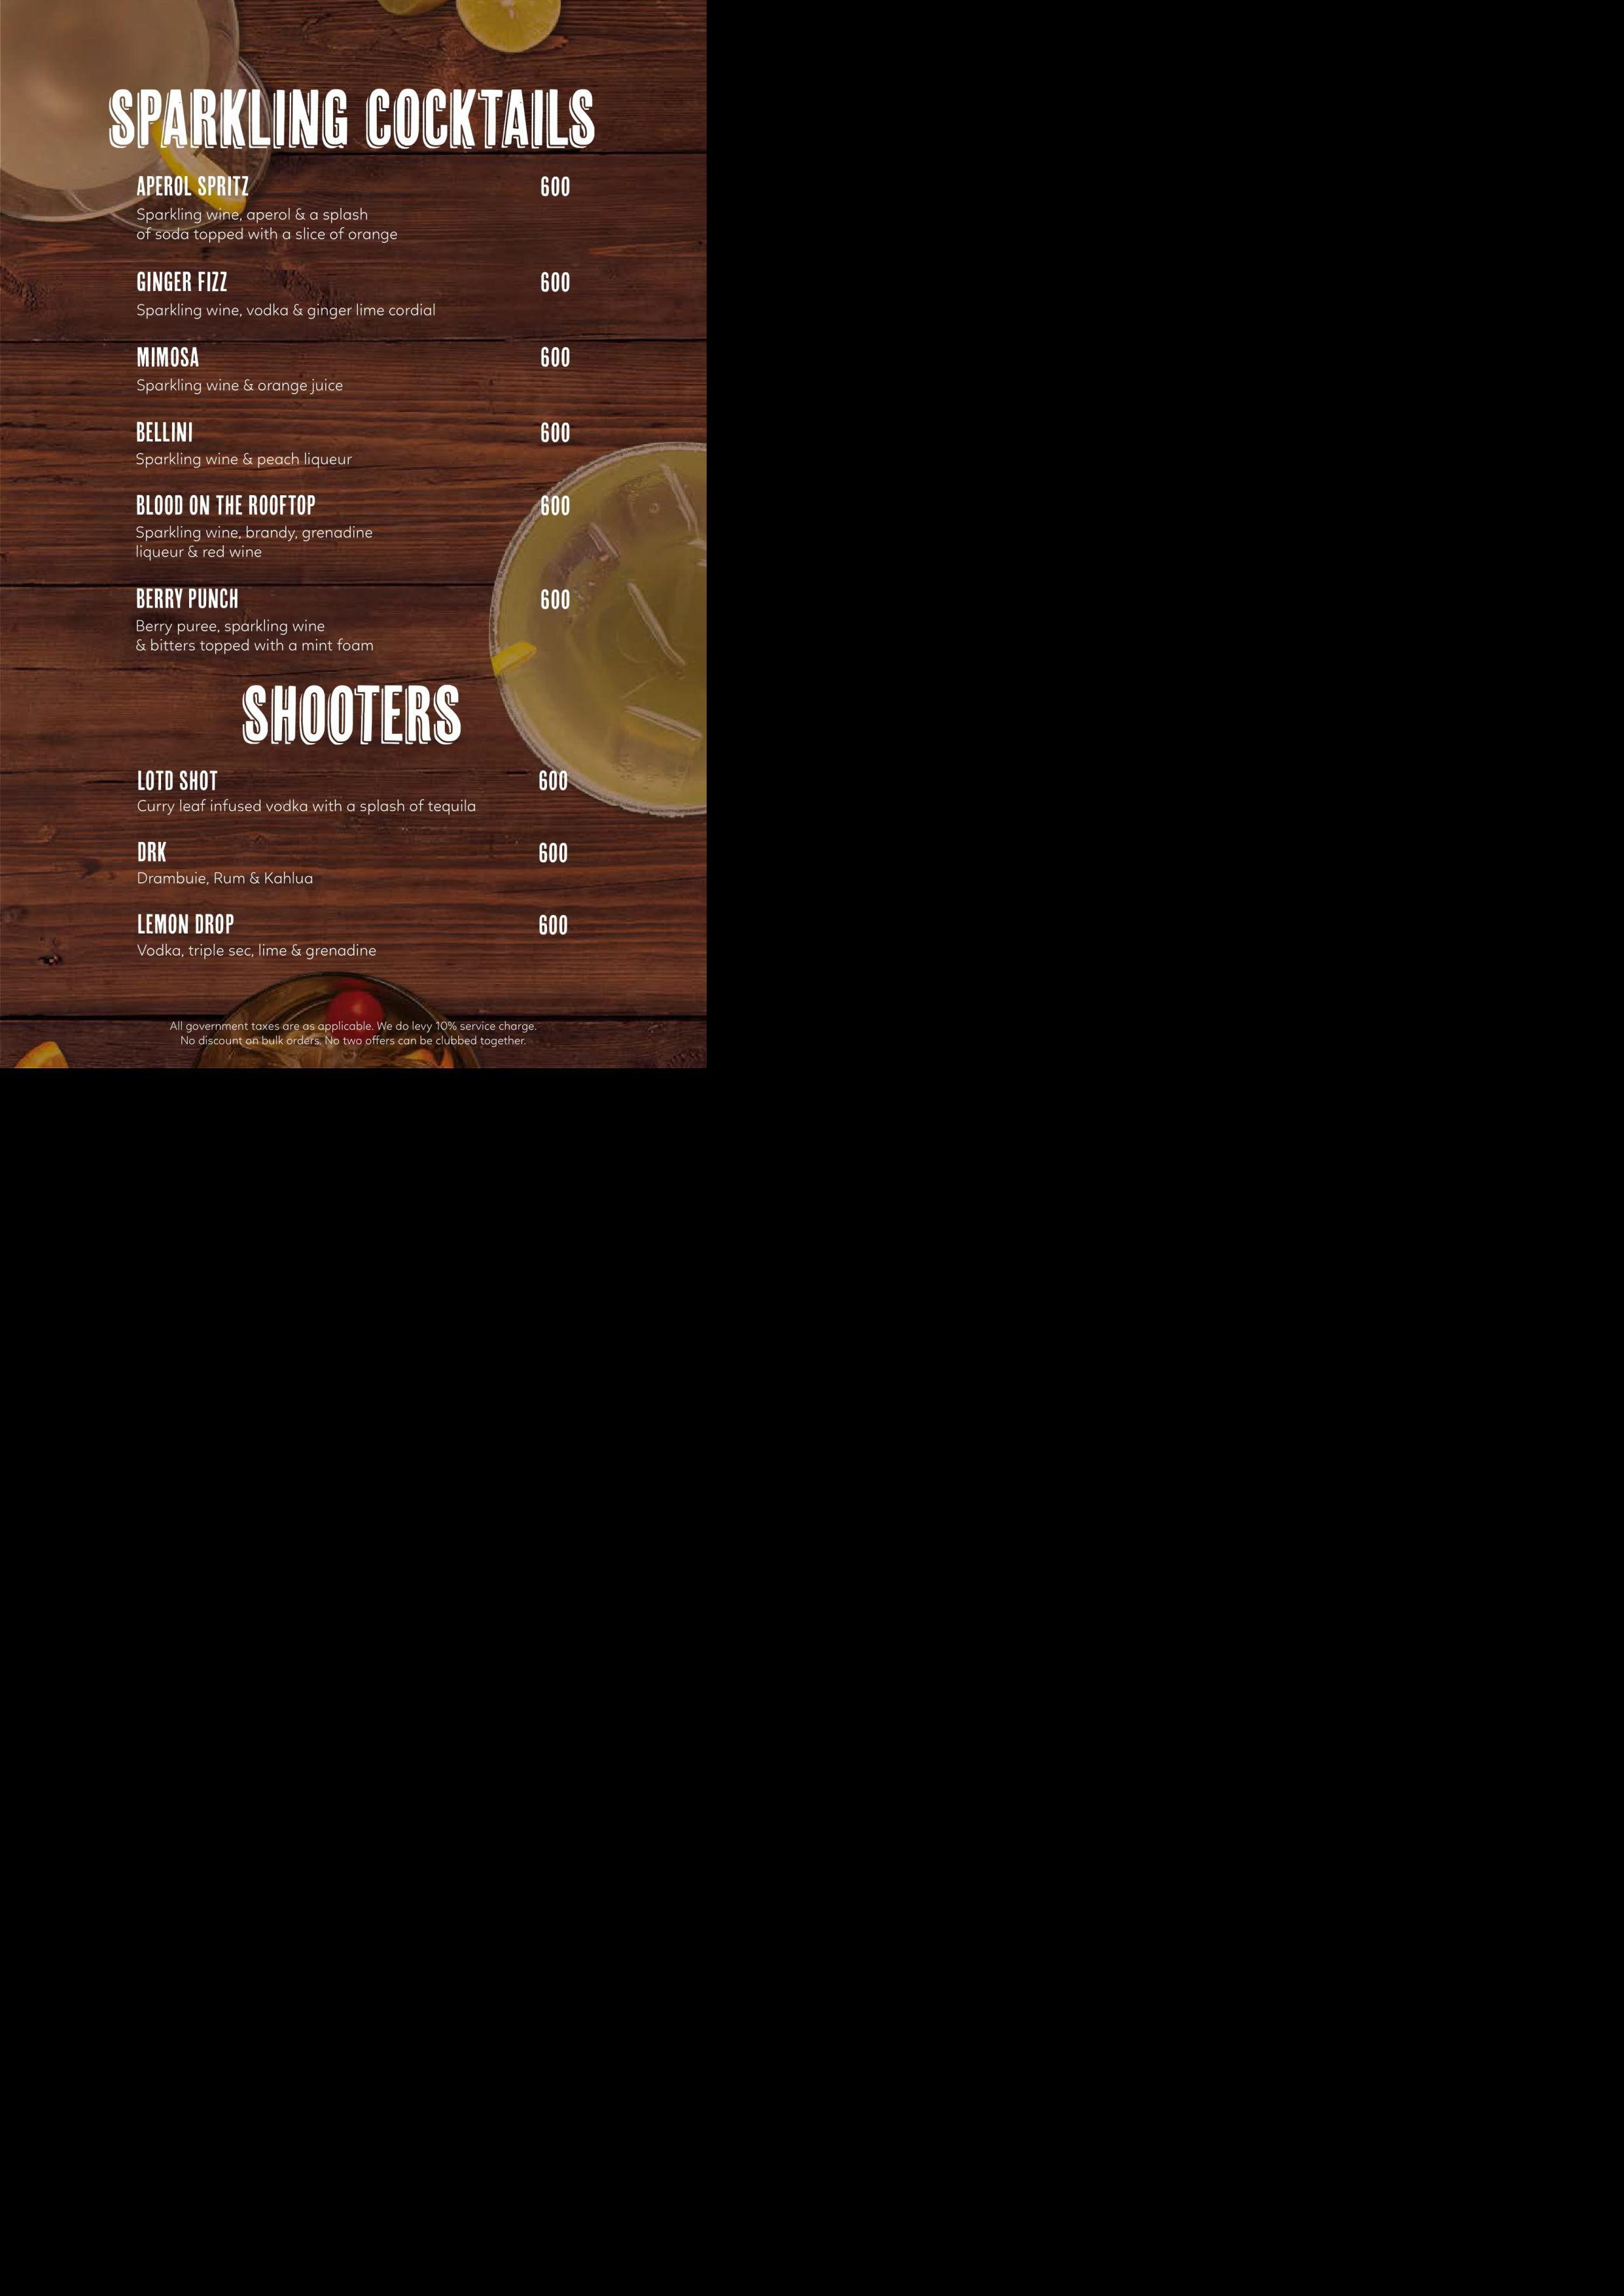 SPARKLING COCKTAILS
APEROL SPRITZ 600
Sparkling wine, aperol & a splash
of soda topped with a slice of orange
GINGER FIZZ 600
Sparkling wine, vodka & ginger lime cordial
MIMOSA 600
Sparkling wine & orange juice
BELLINI 600
Sparkling wine & peach liqueur
BLOOD ON THE ROOFTOP 600
Sparkling wine, brandy, grenadine
liqueur & red wine
BERRY PUNCH 600
Berry puree, sparkling wine
& bitters topped with a mint foam
SHOOTERS
LOTD SHOT 600
Curry leaf infused vodka with a splash of tequila
DRK 600
Drambuie, Rum & Kahlua
LEMON DROP 600
Vodka, triple sec, lime & grenadine
All government taxes are as applicable. We do levy 10% service charge.
No discount on bulk orders. No two offers can be clubbed together.